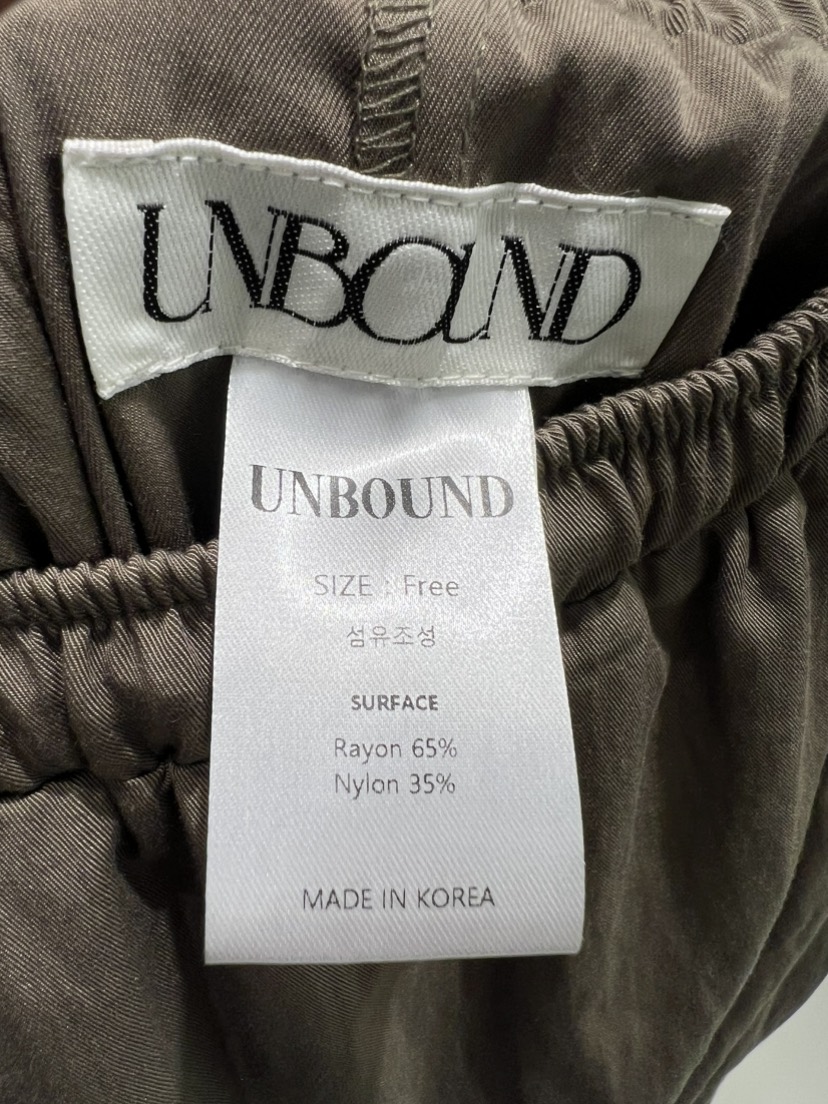 UNBOUND
UNBOUND
SIZE : Free
섬유조성
SURFACE
Rayon 65%
Nylon 35%
MADE IN KOREA